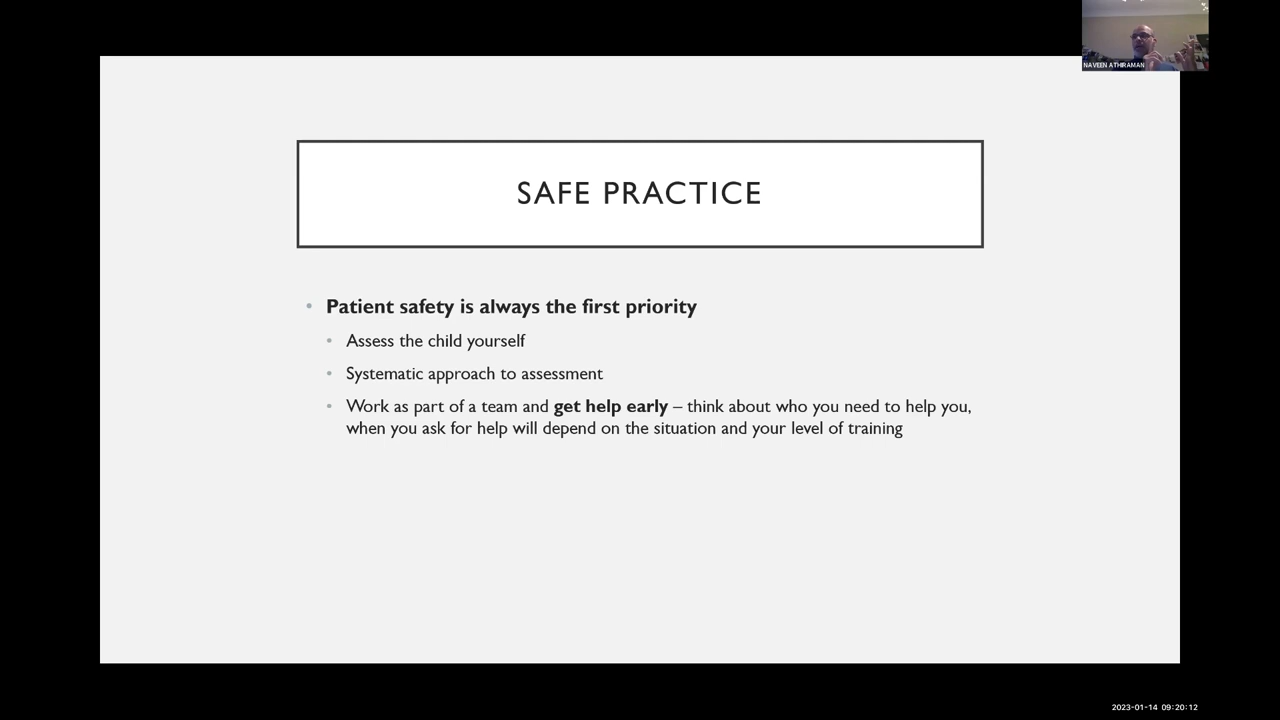 NAVEEN ATHIRAMAN
SAFE PRACTICE
• Patient safety is always the first priority
• Assess the child yourself
• Systematic approach to assessment
• Work as part of a team and get help early – think about who you need to help you,
when you ask for help will depend on the situation and your level of training
2023-01-14 09:20:12